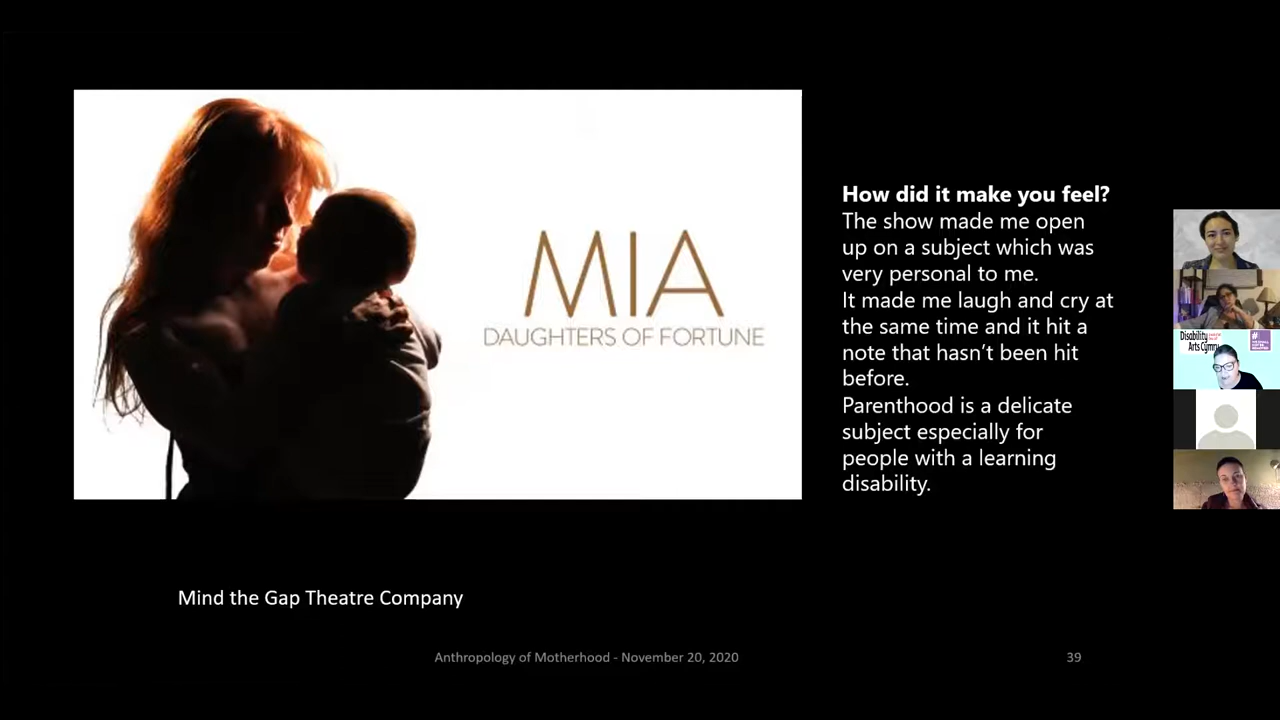 MIA
DAUGHTERS OF FORTUNE
How did it make you feel?
The show made me open
up on a subject which was
very personal to me.
It made me laugh and cry at
the same time and it hit a
note that hasn't been hit
before.
Parenthood is a delicate
subject especially for
people with a learning
disability.
Disability
Arts Cymru
Mind the Gap Theatre Company
Anthropology of Motherhood - November 20, 2020
39